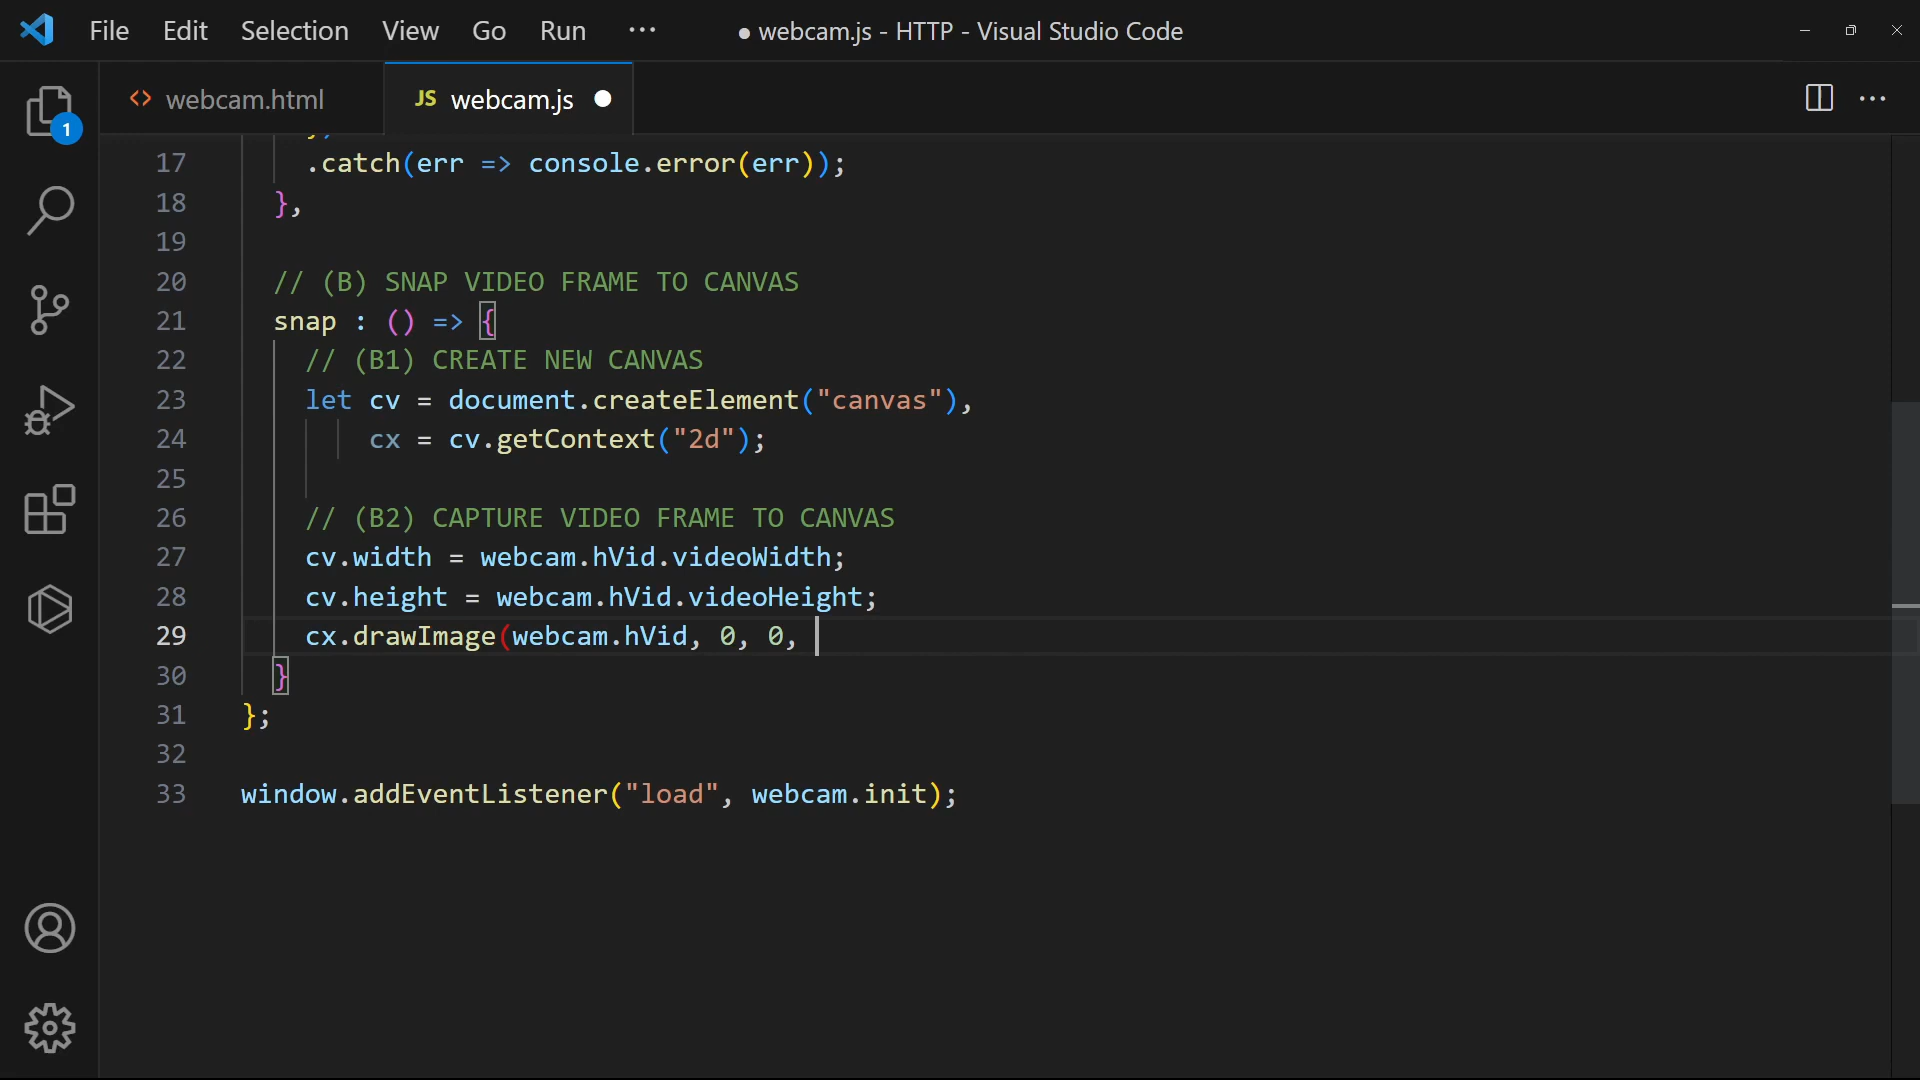 File Edit Selection View Go Run ··· ● webcam.js - HTTP - Visual Studio Code
<> webcam.html JS webcam.js ●
1
17 .catch(err => console.error(err));
18 },
19
20 // (B) SNAP VIDEO FRAME TO CANVAS
21 snap : () => {
22 // (B1) CREATE NEW CANVAS
23 let cv = document.createElement("canvas"),
24 cx = cv.getContext("2d");
25
26 // (B2) CAPTURE VIDEO FRAME TO CANVAS
27 cv.width = webcam.hVid.videoWidth;
28 cv.height = webcam.hVid.videoHeight;
29 cx.drawImage(webcam.hVid, 0, 0,
30 }
31 };
32
33 window.addEventListener("load", webcam.init);